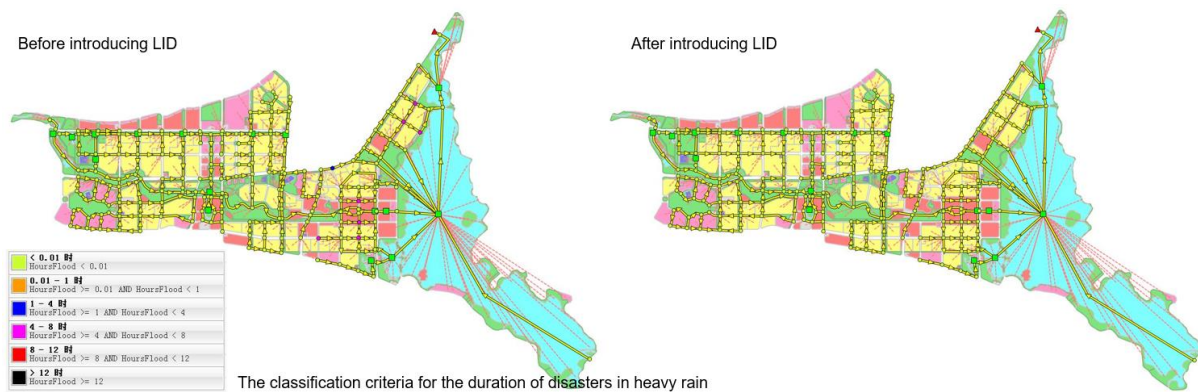 Before introducing LID
After introducing LID
< 0.01 时
HoursFlood < 0.01
0.01 - 1 时
HoursFlood >= 0.01 AND HoursFlood < 1
1 - 4 时
HoursFlood >= 1 AND HoursFlood < 4
4 - 8 时
HoursFlood >= 4 AND HoursFlood < 8
8 - 12 时
HoursFlood >= 8 AND HoursFlood < 12
> 12 时
HoursFlood >= 12
The classification criteria for the duration of disasters in heavy rain